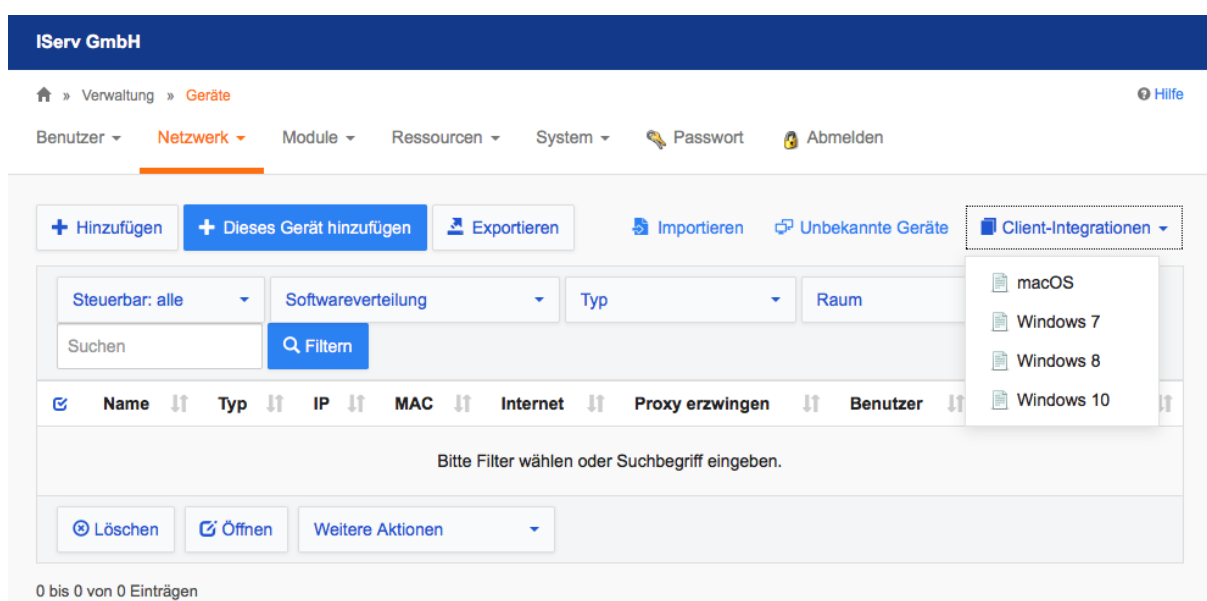 IServ GmbH
» Verwaltung » Geräte Hilfe
Benutzer Netzwerk Module Ressourcen System Passwort Abmelden
Hinzufügen Dieses Gerät hinzufügen Exportieren Importieren Unbekannte Geräte Client-Integrationen
macOS
Windows 7
Windows 8
Windows 10
Steuerbar: alle Softwareverteilung Typ Raum
Suchen Filtern
Name Typ IP MAC Internet Proxy erzwingen Benutzer
Bitte Filter wählen oder Suchbegriff eingeben.
Löschen Öffnen Weitere Aktionen
0 bis 0 von 0 Einträgen